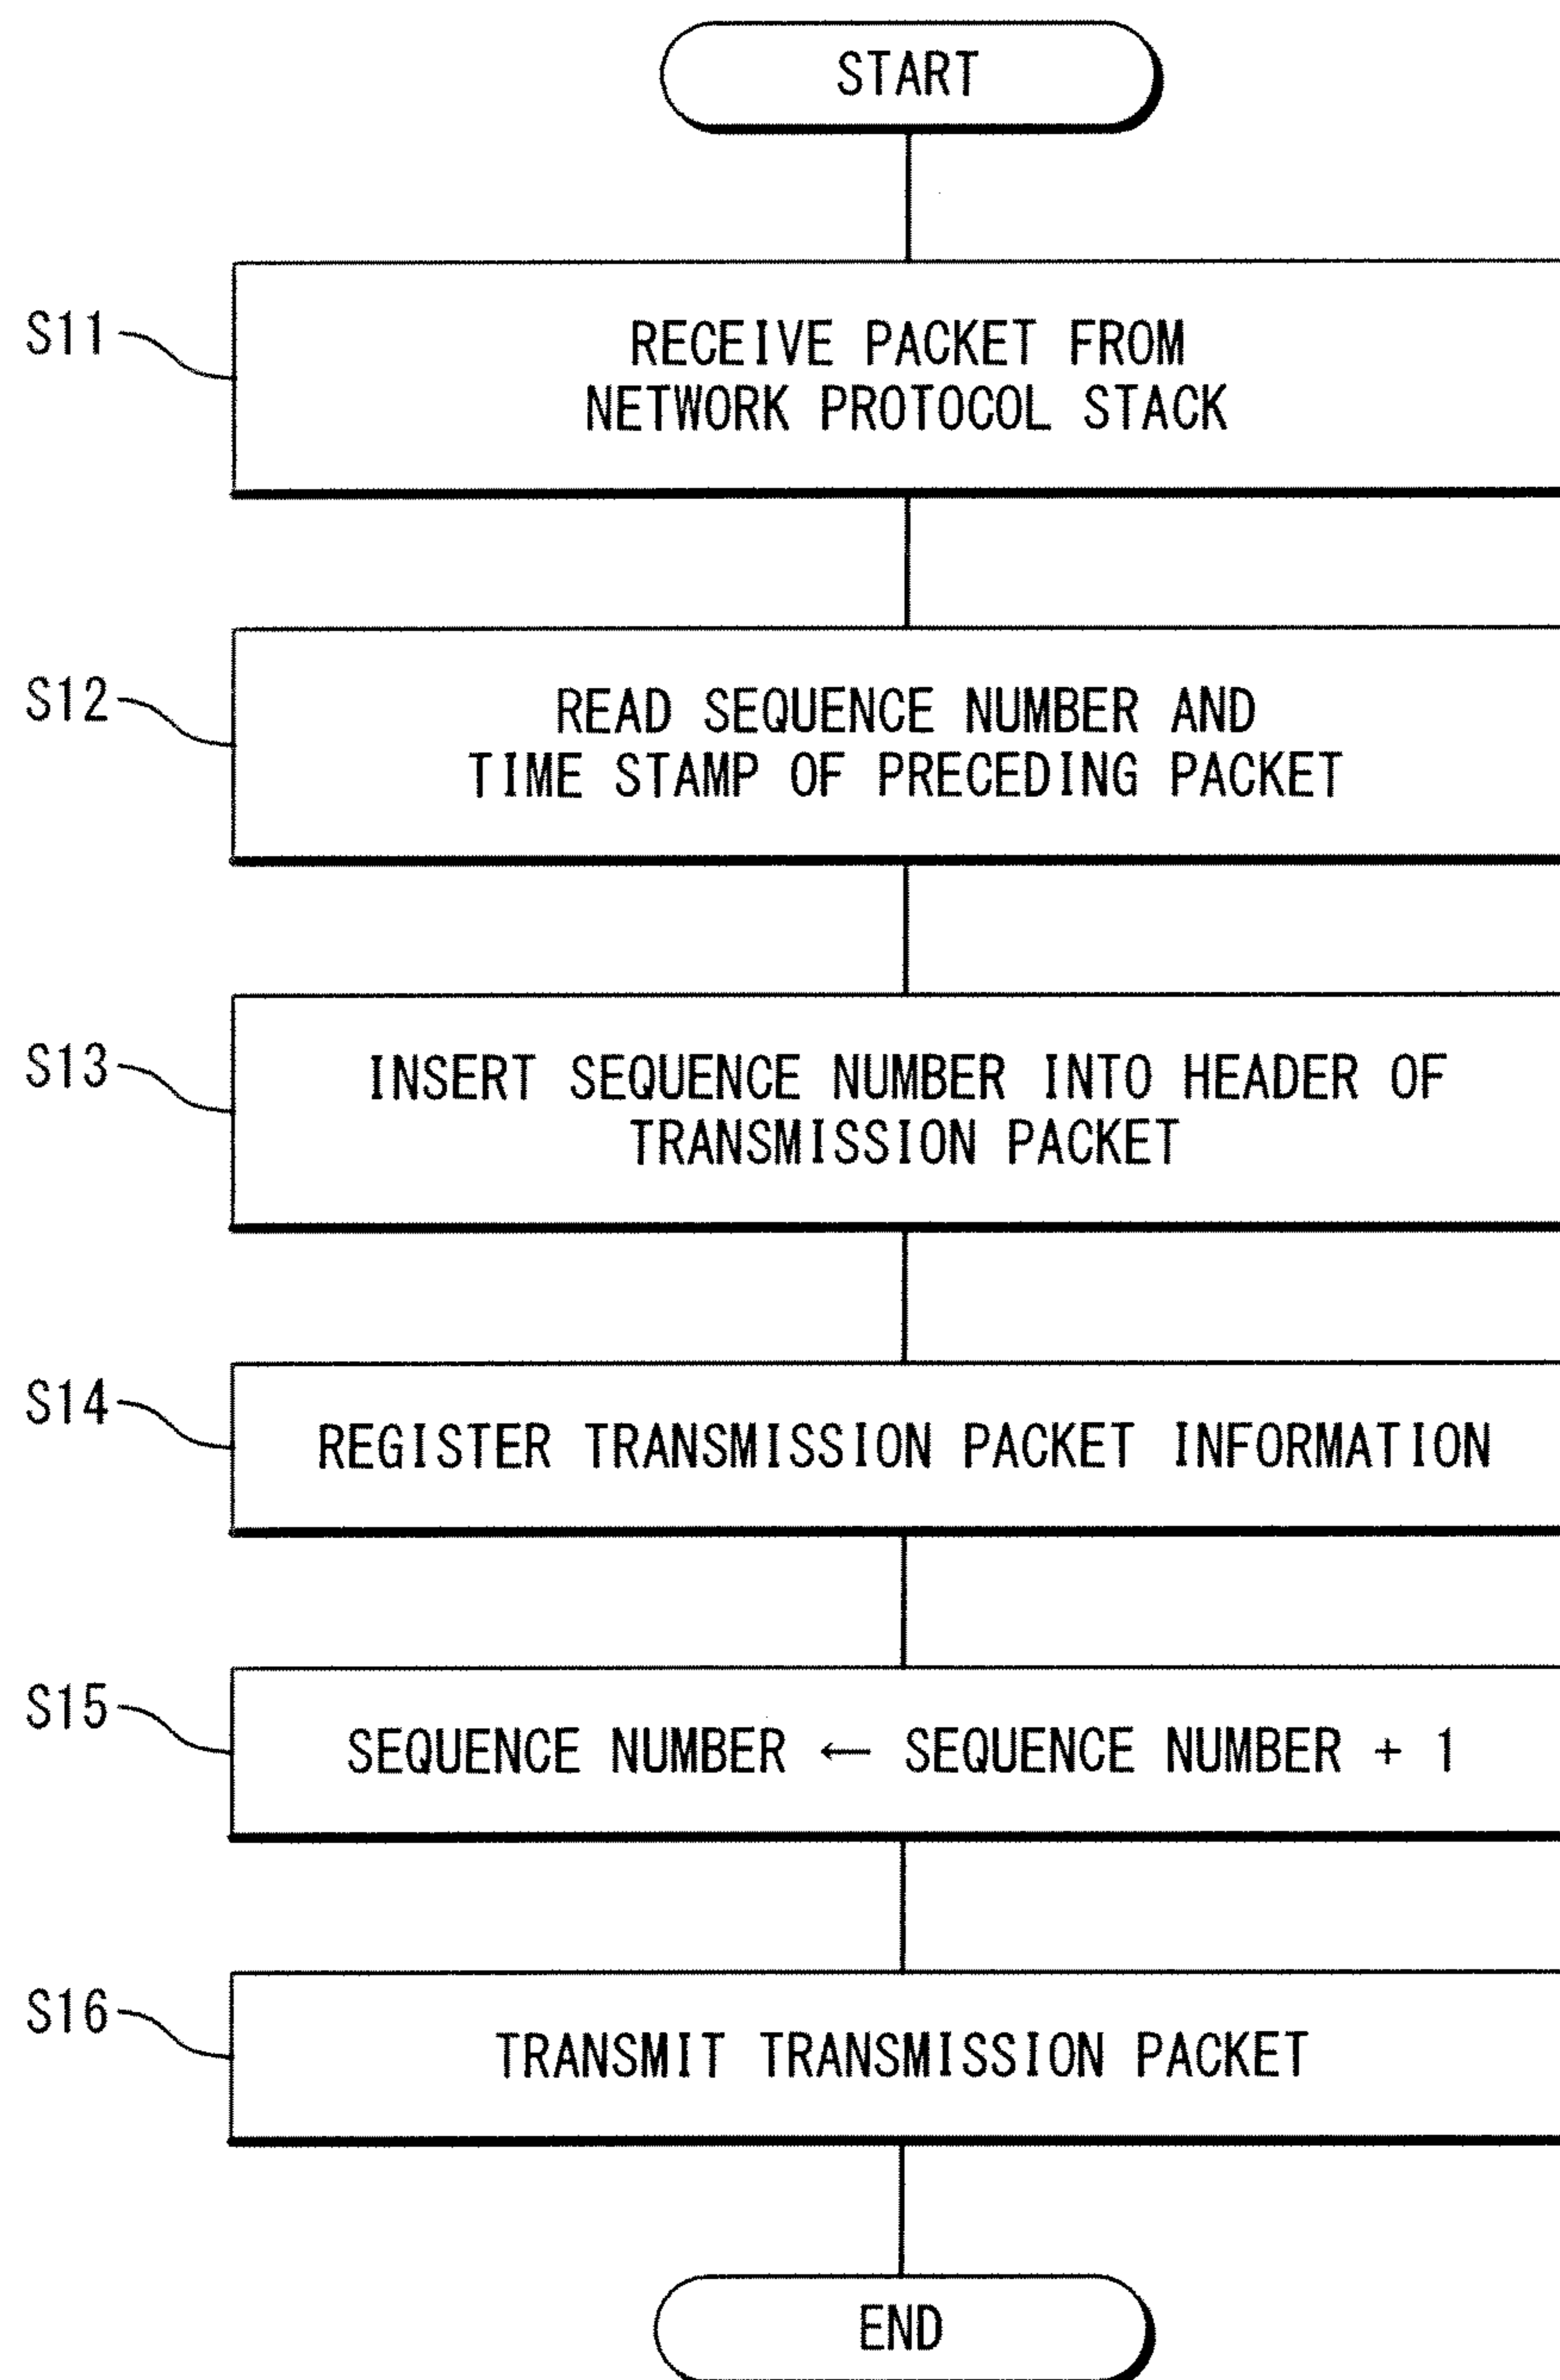 START
S11
RECEIVE PACKET FROM
NETWORK PROTOCOL STACK
S12
READ SEQUENCE NUMBER AND
TIME STAMP OF PRECEDING PACKET
S13
INSERT SEQUENCE NUMBER INTO HEADER OF
TRANSMISSION PACKET
S14
REGISTER TRANSMISSION PACKET INFORMATION
S15
SEQUENCE NUMBER ← SEQUENCE NUMBER + 1
S16
TRANSMIT TRANSMISSION PACKET
END